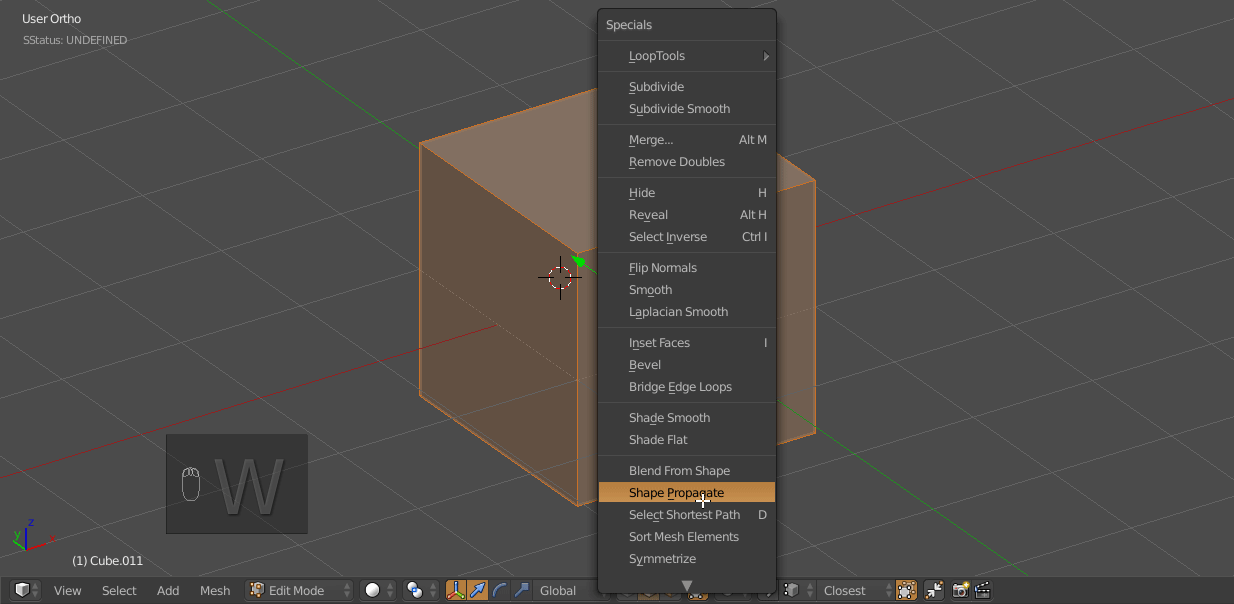 User Ortho
SStatus: UNDEFINED
Specials
LoopTools
Subdivide
Subdivide Smooth
Merge... Alt M
Remove Doubles
Hide H
Reveal Alt H
Select Inverse Ctrl I
Flip Normals
Smooth
Laplacian Smooth
Inset Faces I
Bevel
Bridge Edge Loops
Shade Smooth
Shade Flat
Blend From Shape
Shape Propagate
Select Shortest Path D
Sort Mesh Elements
Symmetrize
W
z
y x
(1) Cube.011
View Select Add Mesh Edit Mode Global Closest